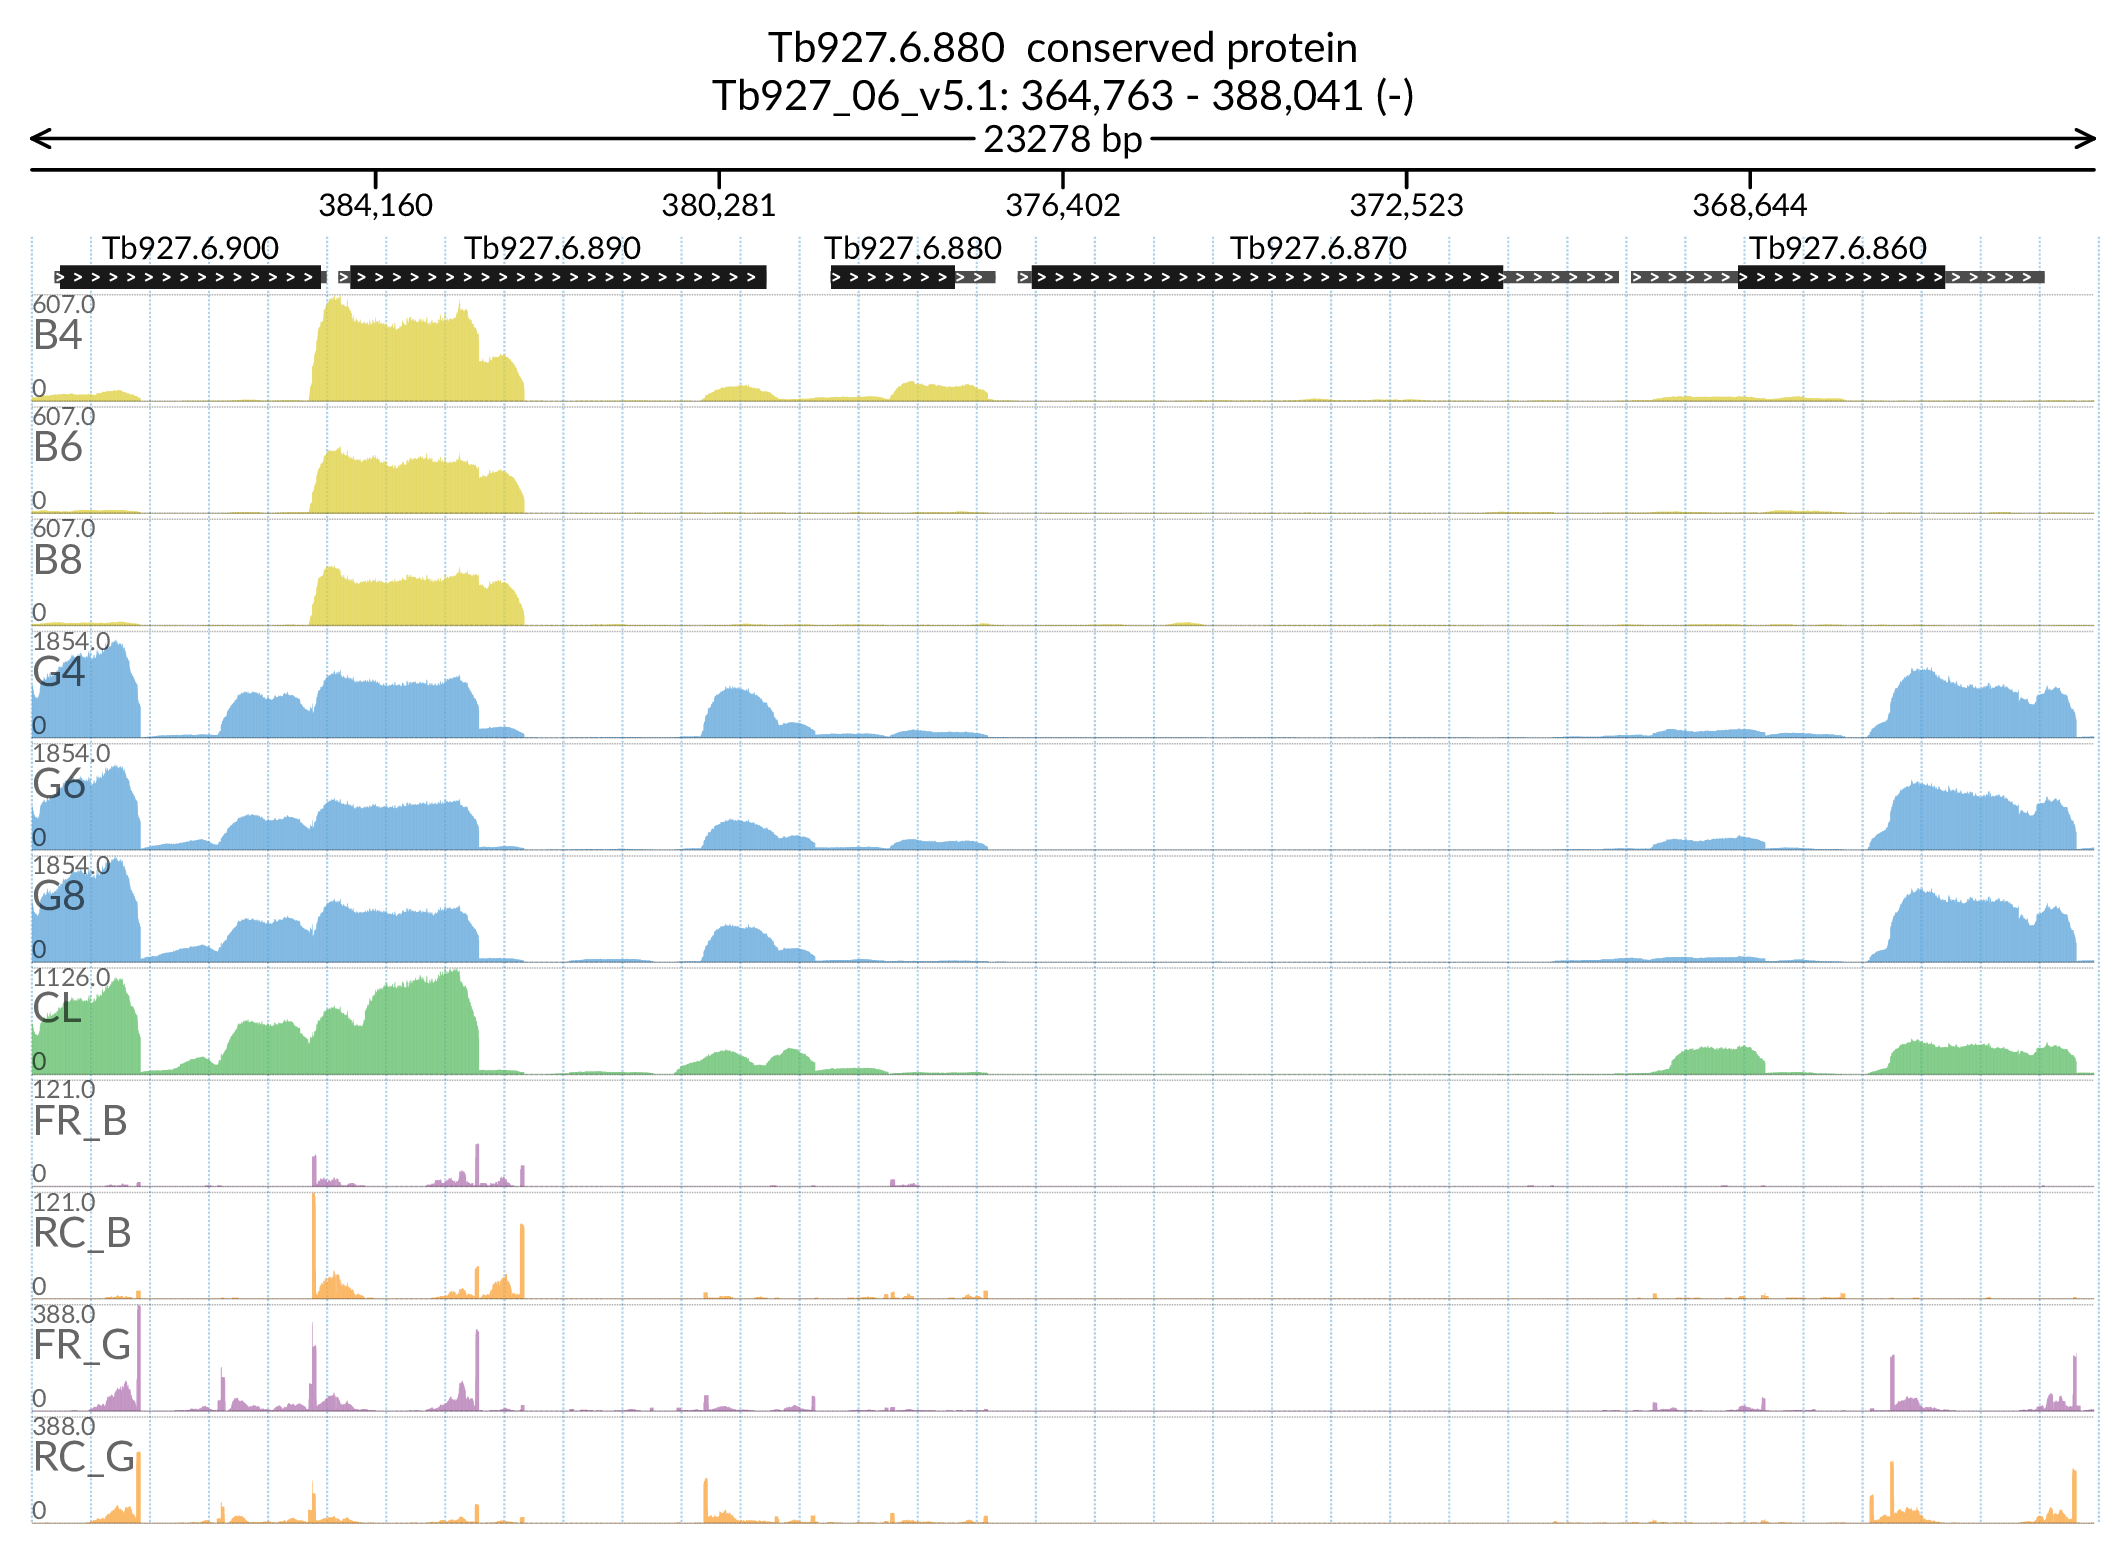 Tb927.6.880  conserved protein
Tb927_06_v5.1: 364,763 - 388,041 (-)
23278 bp
384,160 380,281 376,402 372,523 368,644
Tb927.6.900 Tb927.6.890 Tb927.6.880 Tb927.6.870 Tb927.6.860
607.0
B4
0
607.0
B6
0
607.0
B8
0
1854.0
G4
0
1854.0
G6
0
1854.0
G8
0
1126.0
CL
0
121.0
FR_B
0
121.0
RC_B
0
388.0
FR_G
0
388.0
RC_G
0